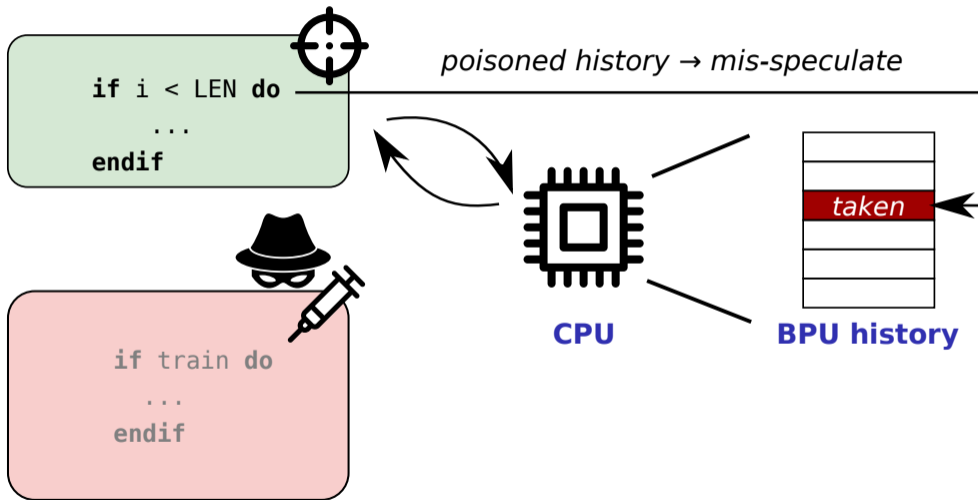 if i < LEN do
...
endif
poisoned history → mis-speculate
taken
CPU
BPU history
if train do
...
endif